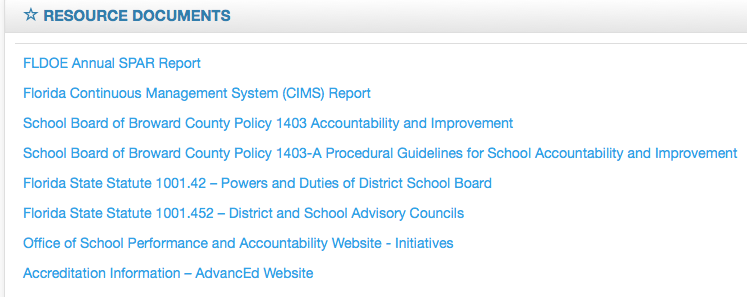 ☆ RESOURCE DOCUMENTS
FLDOE Annual SPAR Report
Florida Continuous Management System (CIMS) Report
School Board of Broward County Policy 1403 Accountability and Improvement
School Board of Broward County Policy 1403-A Procedural Guidelines for School Accountability and Improvement
Florida State Statute 1001.42 – Powers and Duties of District School Board
Florida State Statute 1001.452 – District and School Advisory Councils
Office of School Performance and Accountability Website - Initiatives
Accreditation Information – AdvancEd Website